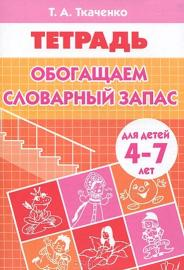 Т. А. Ткаченко
ТЕТРАДЬ
ОБОГАЩАЕМ
СЛОВАРНЫЙ ЗАПАС
для детей
4-7
лет